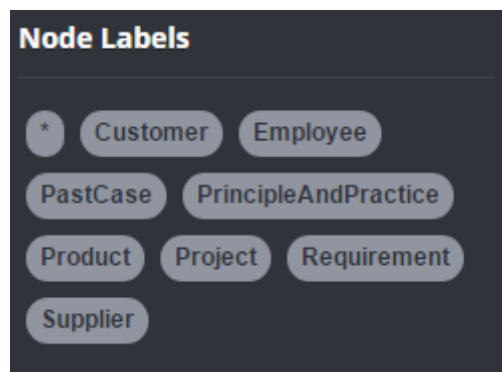 Node Labels
* Customer Employee
PastCase PrincipleAndPractice
Product Project Requirement
Supplier